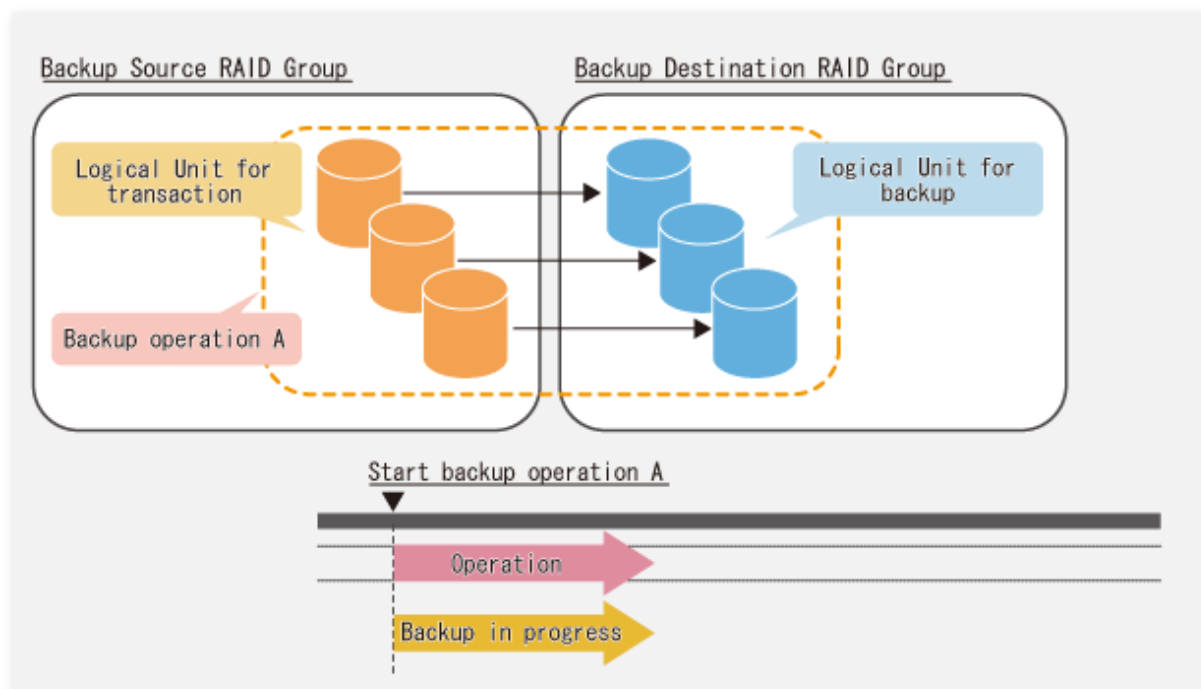 Backup Source RAID Group
Backup Destination RAID Group
Logical Unit for
transaction
Logical Unit for
backup
Backup operation A
Start backup operation A
Operation
Backup in progress